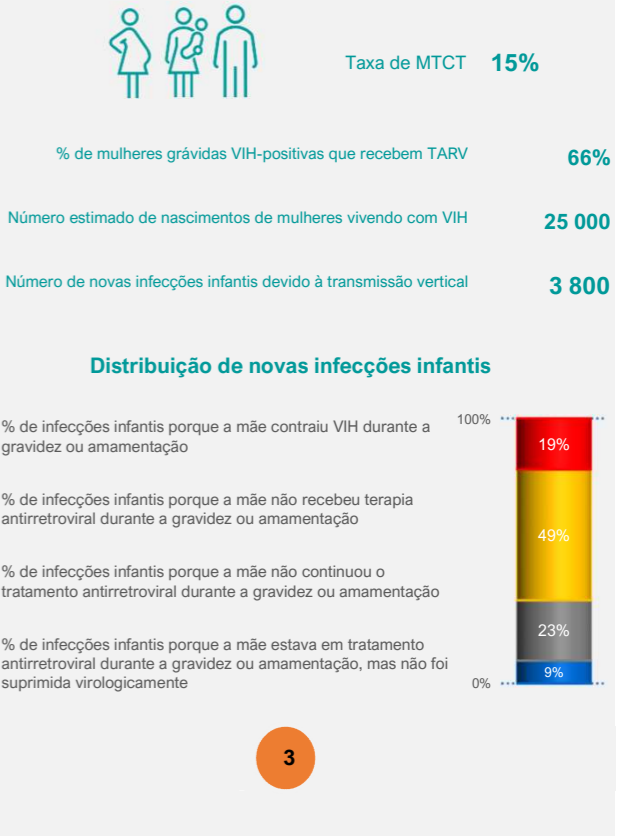 Taxa de MTCT 15%
% de mulheres grávidas VIH-positivas que recebem TARV 66%
Número estimado de nascimentos de mulheres vivendo com VIH 25 000
Número de novas infecções infantis devido à transmissão vertical 3 800
Distribuição de novas infecções infantis
% de infecções infantis porque a mãe contraiu VIH durante a
gravidez ou amamentação
% de infecções infantis porque a mãe não recebeu terapia
antirretroviral durante a gravidez ou amamentação
% de infecções infantis porque a mãe não continuou o
tratamento antirretroviral durante a gravidez ou amamentação
% de infecções infantis porque a mãe estava em tratamento
antirretroviral durante a gravidez ou amamentação, mas não foi
suprimida virologicamente
100%
19%
49%
23%
9%
0%
3